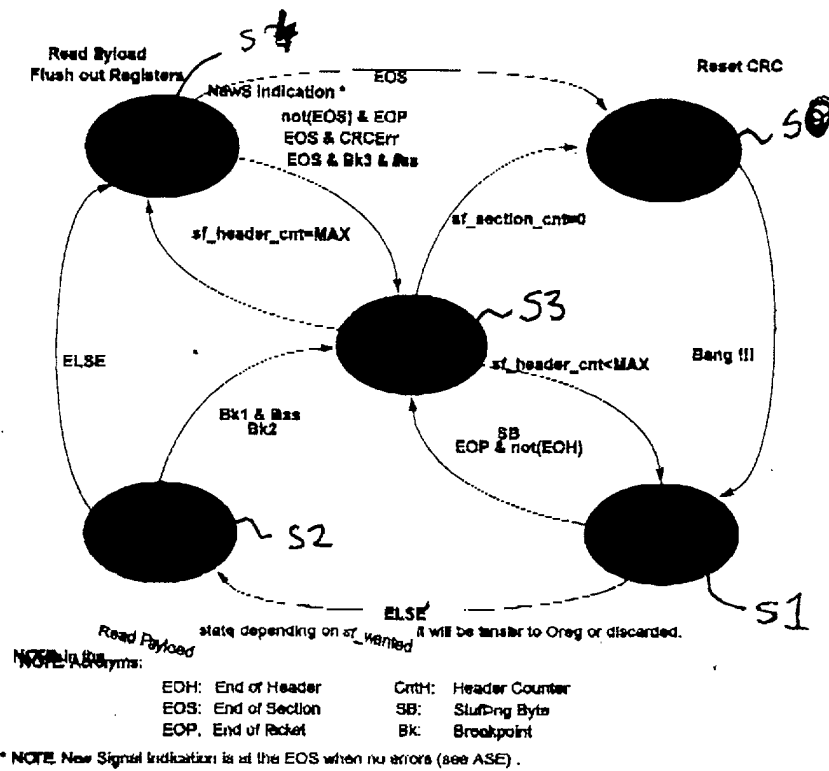 S4
Read Byload
Flush out Registers
EOS
Reset CRC
NewS Indication *
not(EOS) & EOP
EOS & CRCErr
EOS & Bk3 & Bss
S0
sf_header_cnt=MAX
sf_section_cnt=0
S3
ELSE
sf_header_cnt<MAX
Bang !!!
Bk1 & Bss
Bk2
SB
EOP & not(EOH)
S2
ELSE
S1
Read Payload state depending on sf_wanted it will be tansfer to Oreg or discarded.
NOTE Acronyms:
EOH: End of Header CntH: Header Counter
EOS: End of Section SB: Stuffing Byte
EOP. End of Packet Bk: Breakpoint
* NOTE New Signal Indication is at the EOS when no errors (see ASE) .